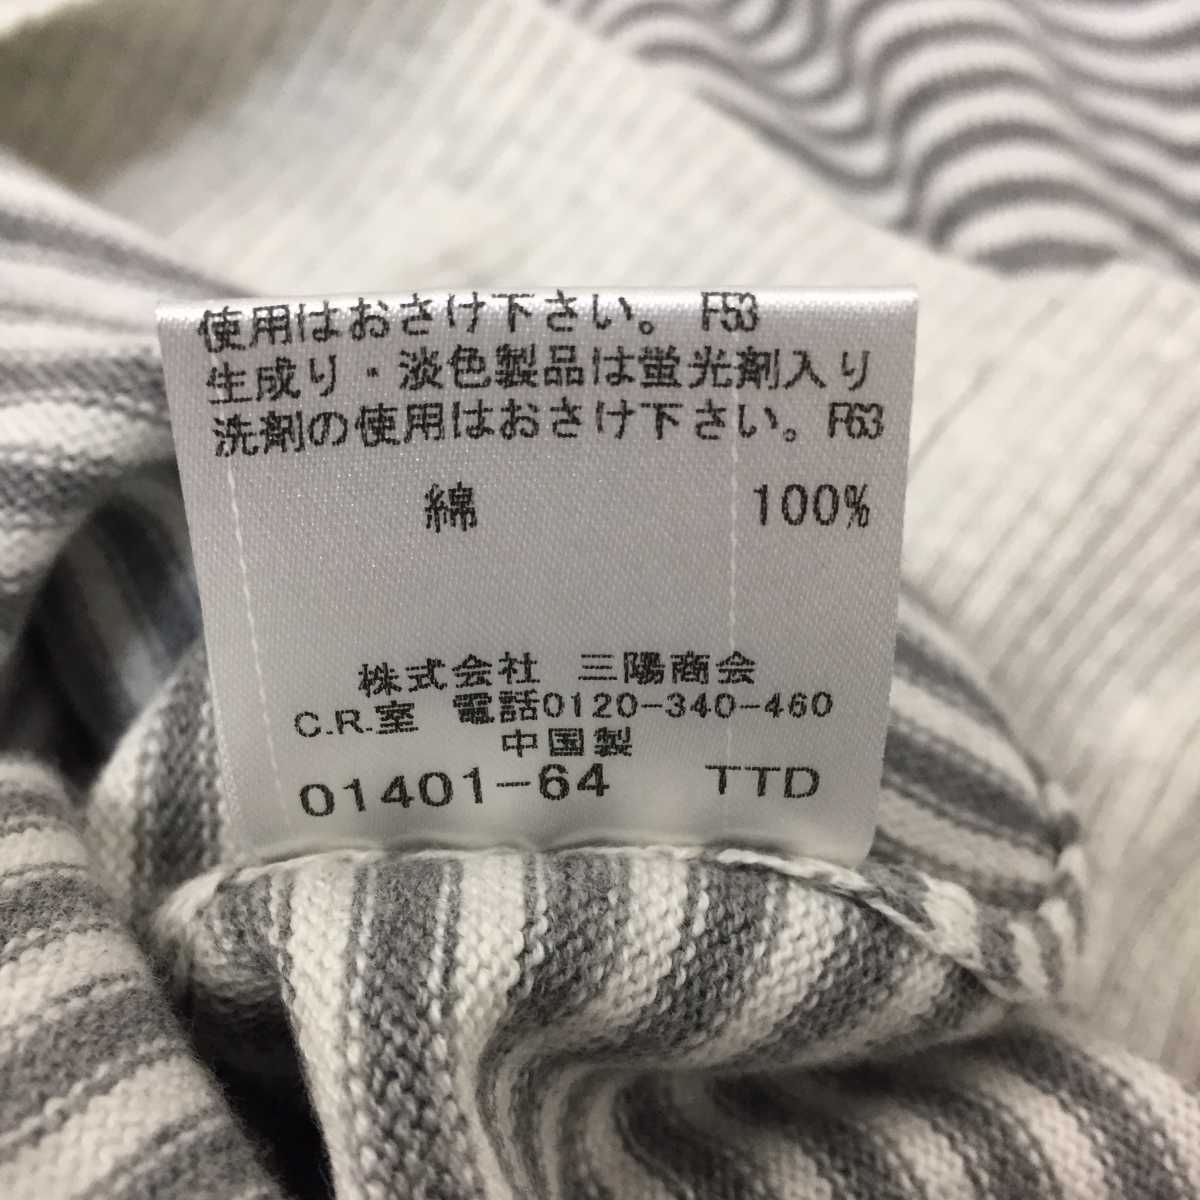 使用はおさけ下さい。 F53
生成り・淡色製品は蛍光剤入り
洗剤の使用はおさけ下さい。F63
綿 100%
株式会社 三陽商会
C.R.室 電話0120-340-460
中国製
01401-64 TTD